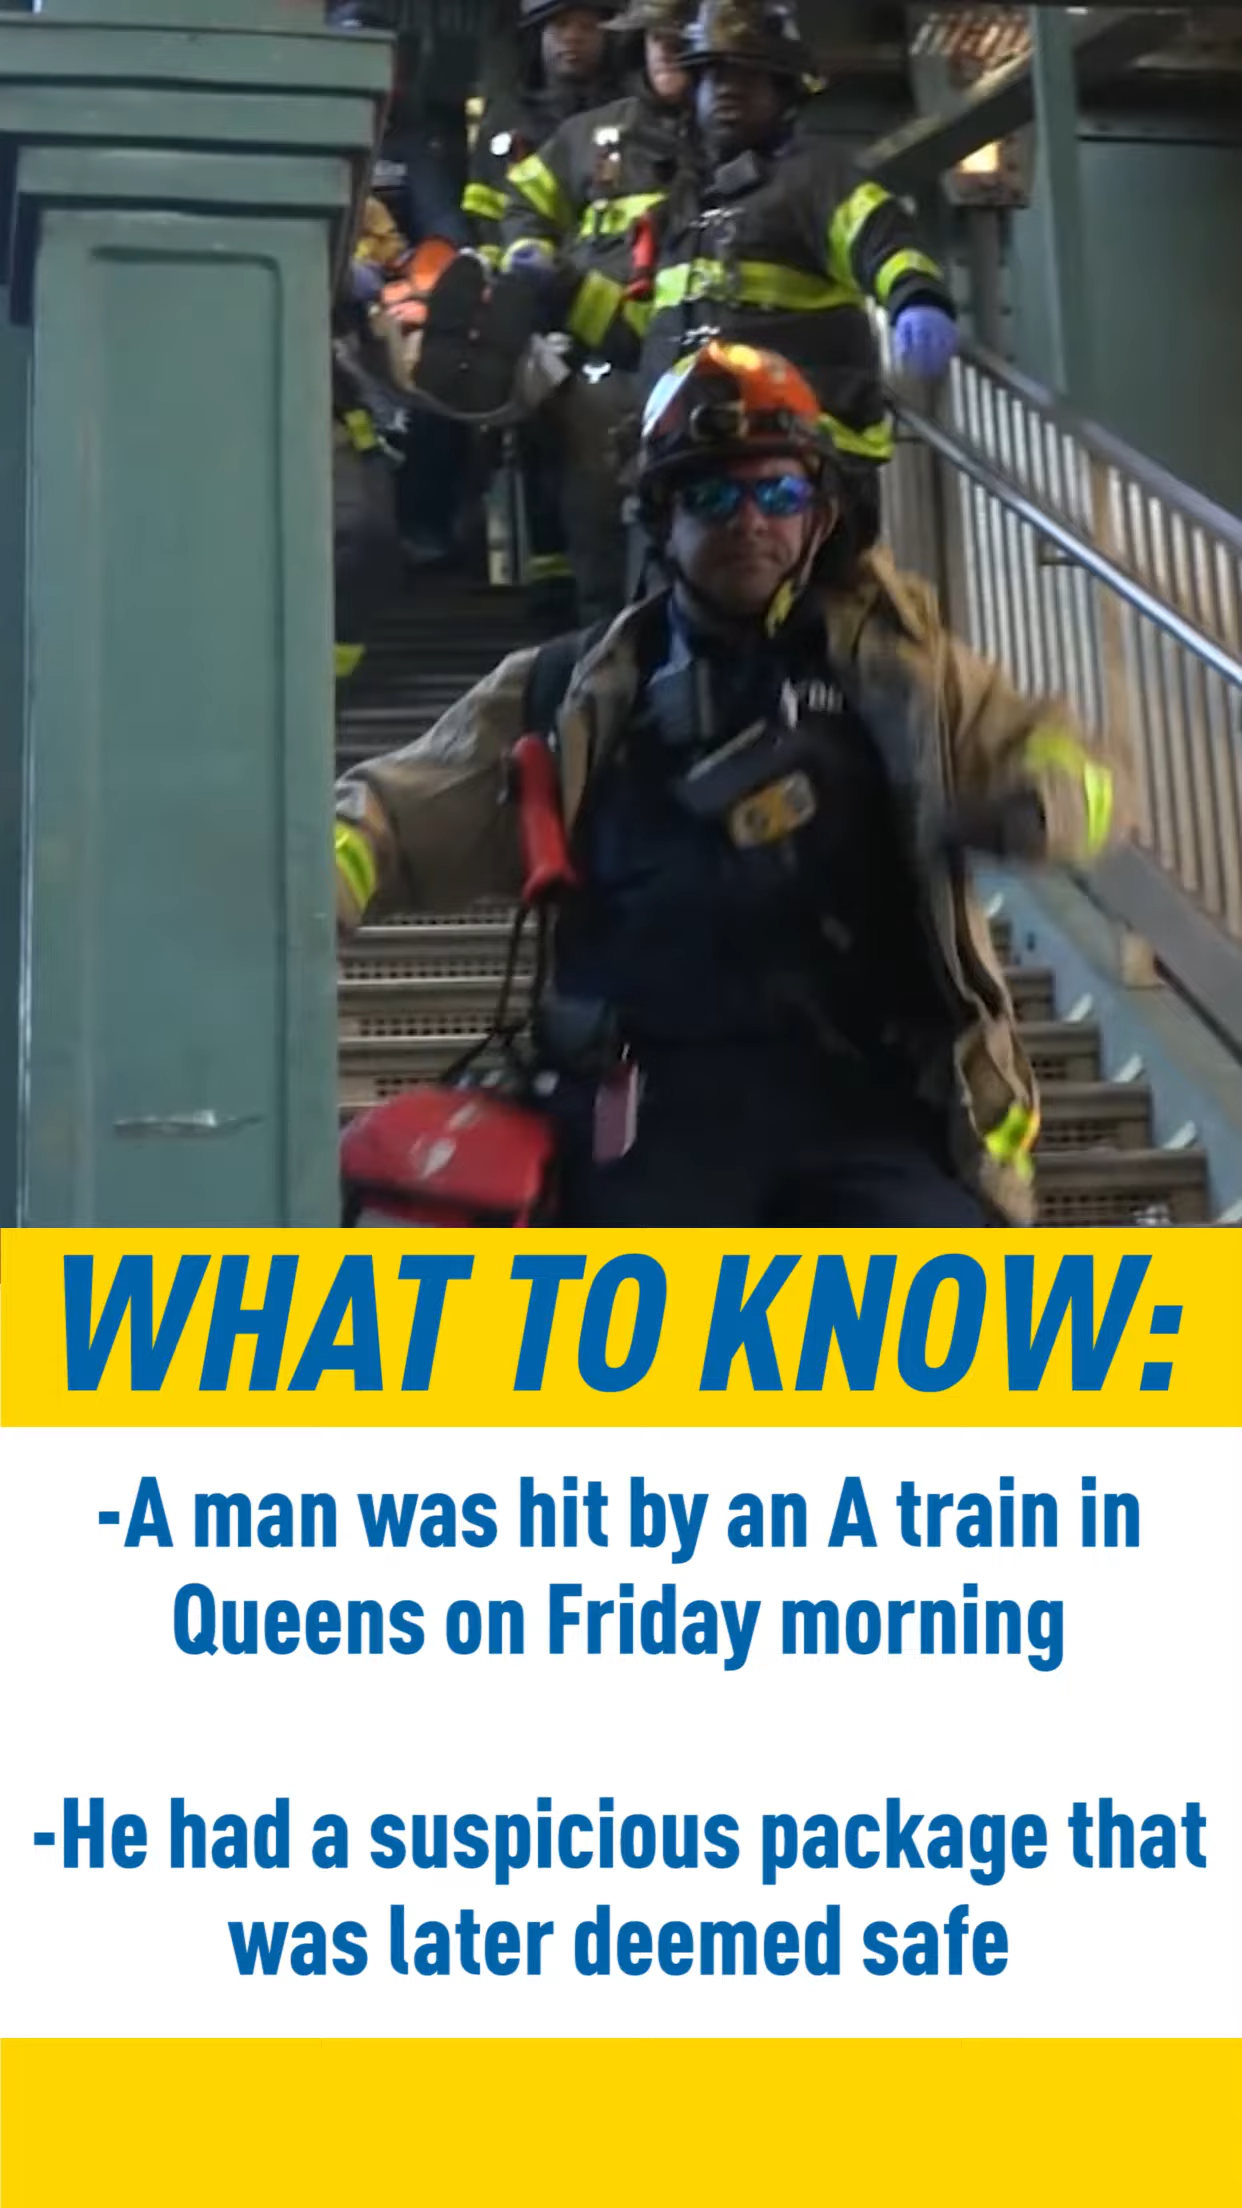 WHAT TO KNOW:
-A man was hit by an A train in
Queens on Friday morning
-He had a suspicious package that
was later deemed safe